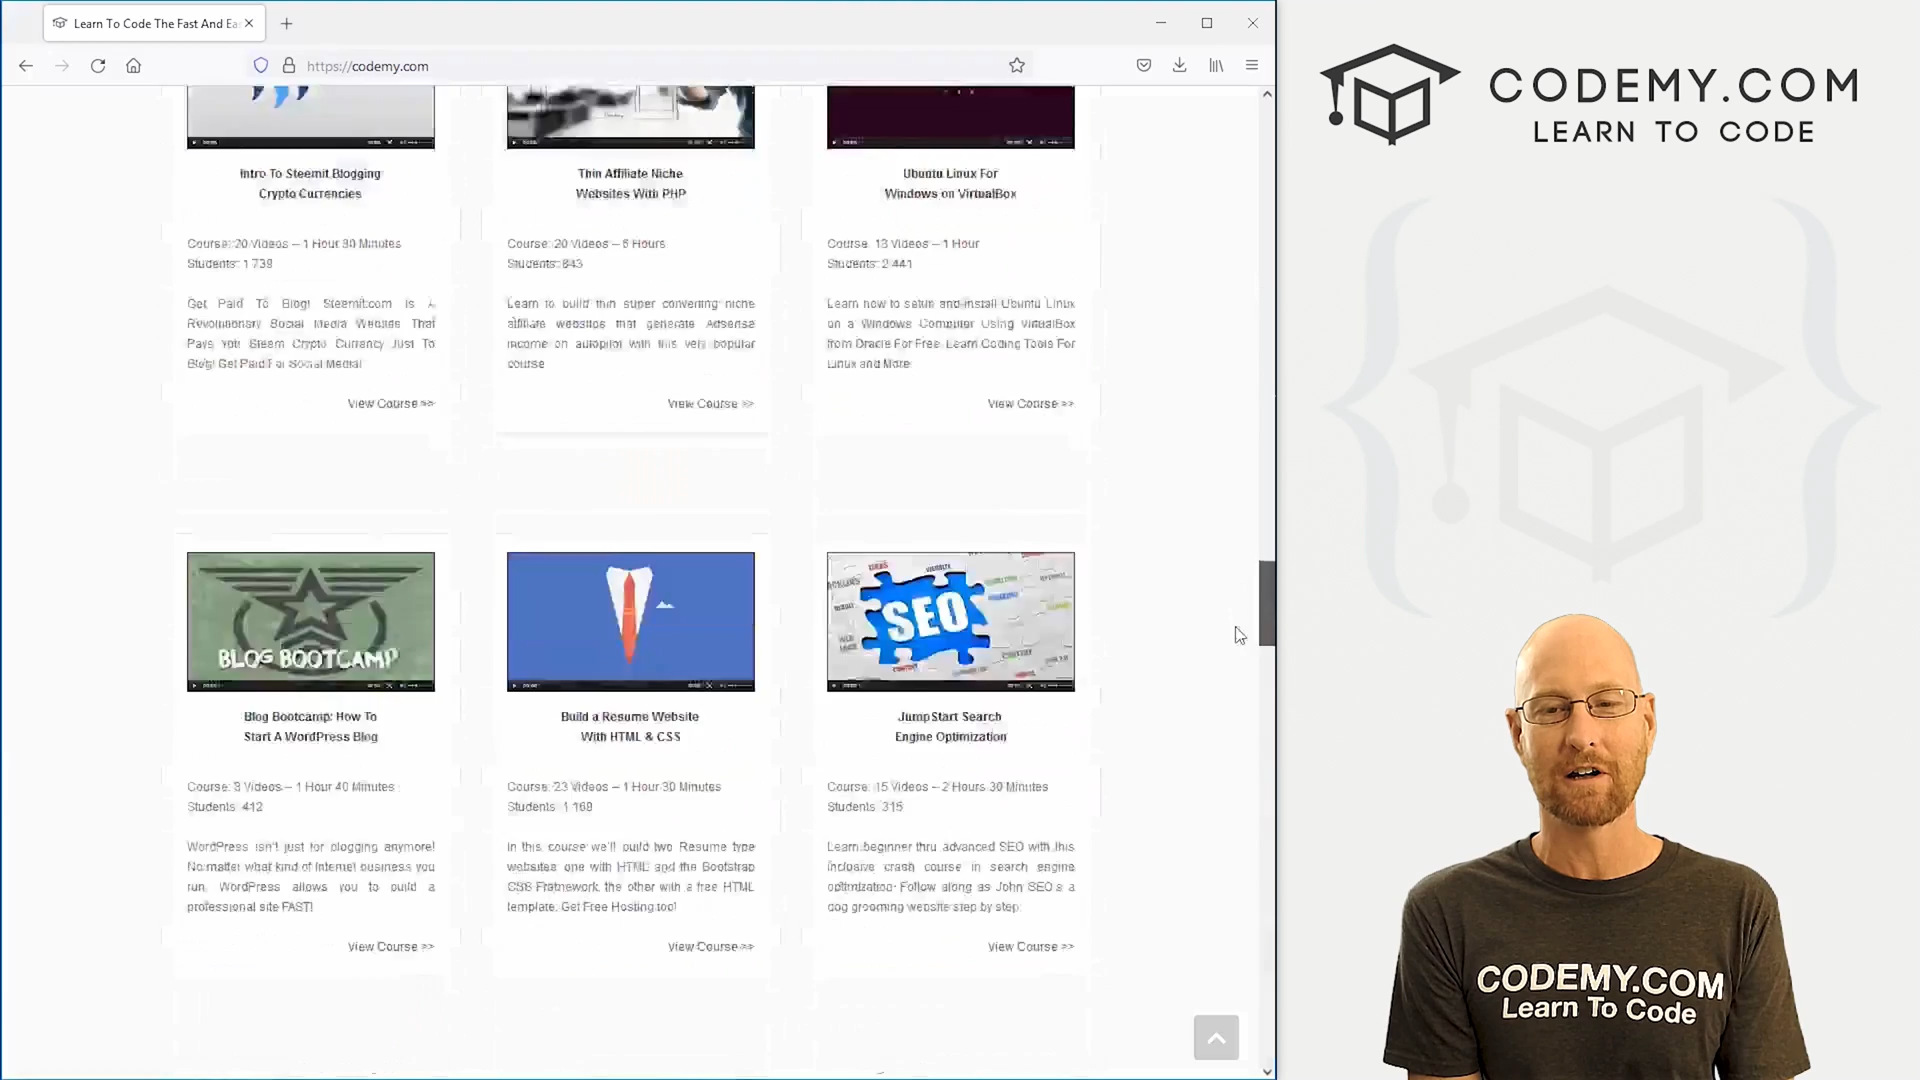 Learn To Code The Fast And Ea
https://codemy.com
CODEMY.COM
LEARN TO CODE
Intro To Steemit Blogging
Crypto Currencies
Thin Affiliate Niche
Websites With PHP
Ubuntu Linux For
Windows on VirtualBox
Course: 20 Videos – 1 Hour 30 Minutes
Students: 1 739
Course: 20 Videos – 6 Hours
Students: 843
Course: 13 Videos – 1 Hour
Students: 2 441
Get Paid To Blog! Steemit.com Is A
Revolutionary Social Media Website That
Pays You Steem Crypto Currency Just To
Blog! Get Paid For Social Media!
Learn to build thin super converting niche
affiliate websites that generate Adsense
income on autopilot with this very popular
course
Learn how to setup and install Ubuntu Linux
on a Windows Computer Using VirtualBox
from Oracle For Free. Learn Coding Tools For
Linux and More
View Course >>
View Course >>
View Course >>
BLOG BOOTCAMP
SEO
Blog Bootcamp: How To
Start A WordPress Blog
Build a Resume Website
With HTML & CSS
JumpStart Search
Engine Optimization
Course: 3 Videos – 1 Hour 40 Minutes
Students: 412
Course: 23 Videos – 1 Hour 30 Minutes
Students: 1 169
Course: 15 Videos – 2 Hours 30 Minutes
Students: 315
WordPress isn't just for blogging anymore!
No matter what kind of Internet business you
run, WordPress allows you to build a
professional site FAST!
In this course we'll build two Resume type
websites one with HTML and the Bootstrap
CSS Framework, the other with a free HTML
template. Get Free Hosting too!
Learn beginner thru advanced SEO with this
inclusive crash course in search engine
optimization. Follow along as John SEO's a
dog grooming website step by step
View Course >>
View Course >>
View Course >>
CODEMY.COM
Learn To Code